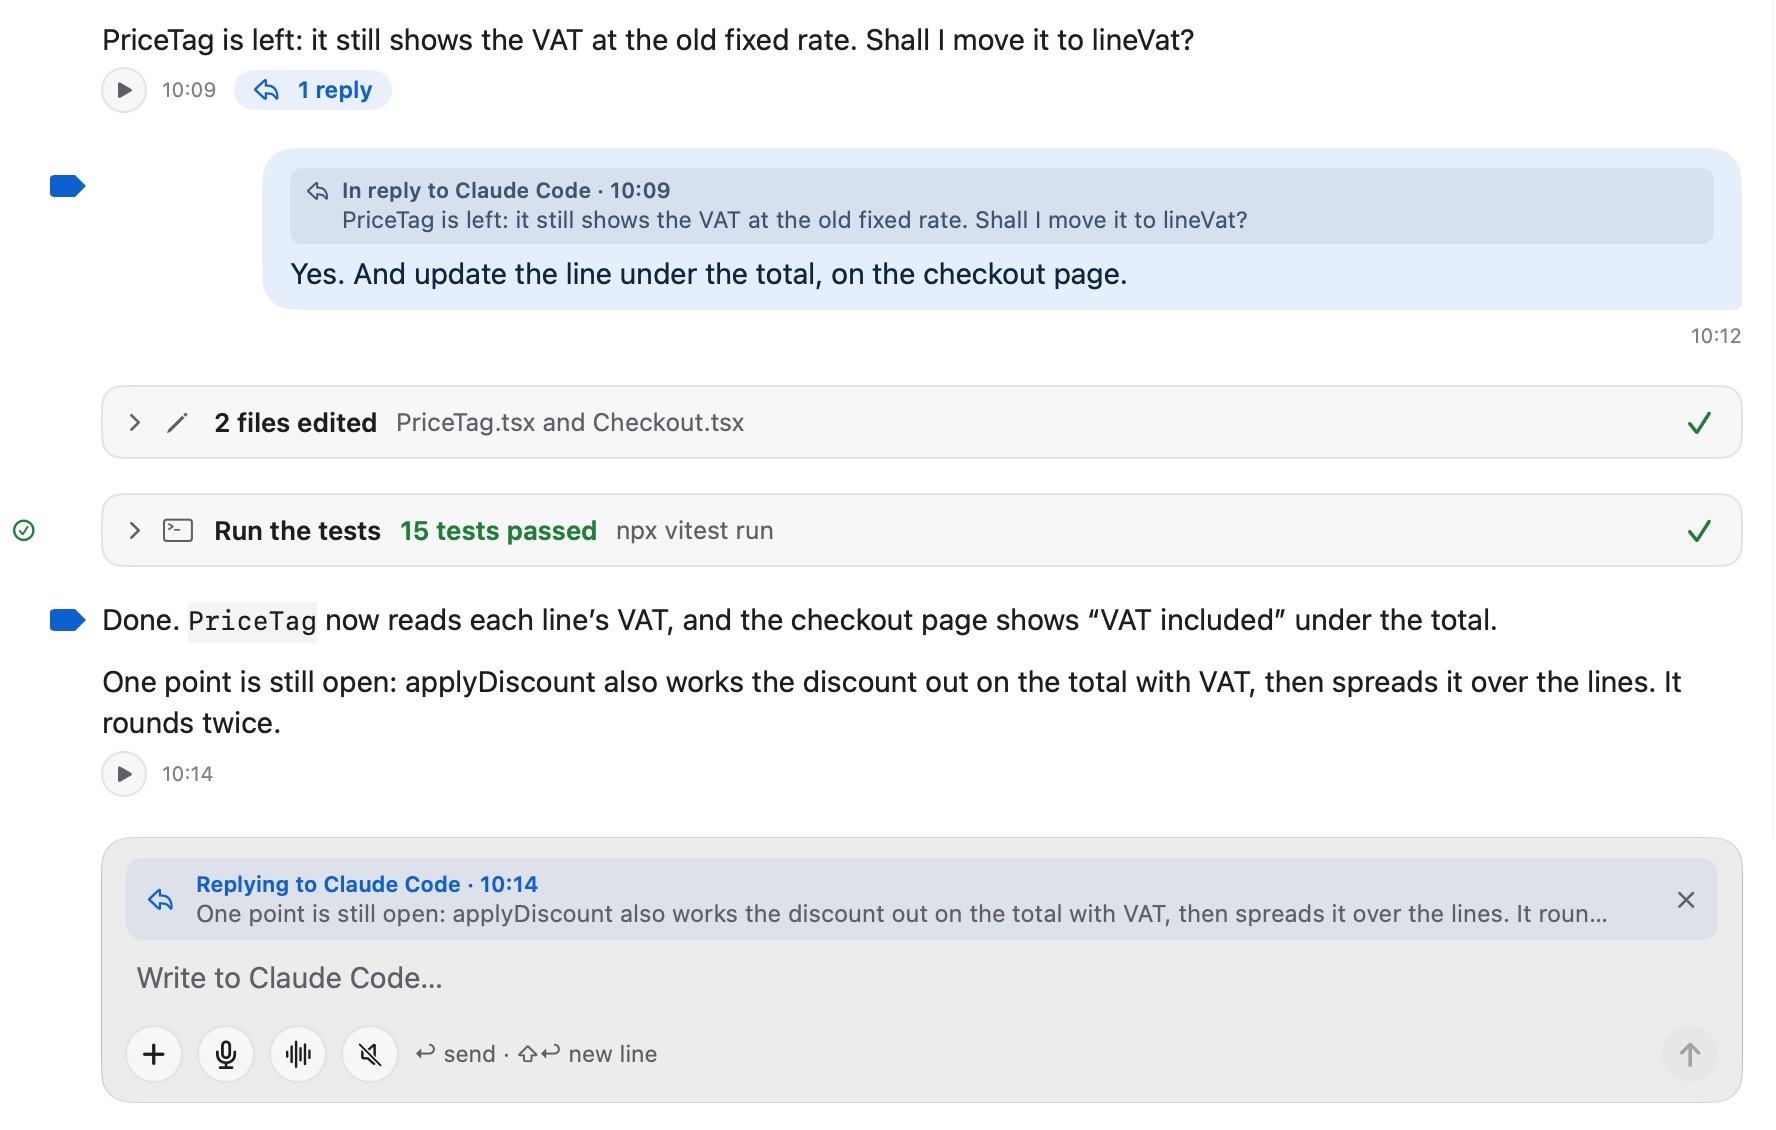 PriceTag is left: it still shows the VAT at the old fixed rate. Shall I move it to lineVat?
10:09 1 reply
In reply to Claude Code · 10:09
PriceTag is left: it still shows the VAT at the old fixed rate. Shall I move it to lineVat?
Yes. And update the line under the total, on the checkout page.
10:12
2 files edited PriceTag.tsx and Checkout.tsx
Run the tests 15 tests passed npx vitest run
Done. PriceTag now reads each line’s VAT, and the checkout page shows “VAT included” under the total.
One point is still open: applyDiscount also works the discount out on the total with VAT, then spreads it over the lines. It
rounds twice.
10:14
Replying to Claude Code · 10:14
One point is still open: applyDiscount also works the discount out on the total with VAT, then spreads it over the lines. It roun...
Write to Claude Code...
send · new line